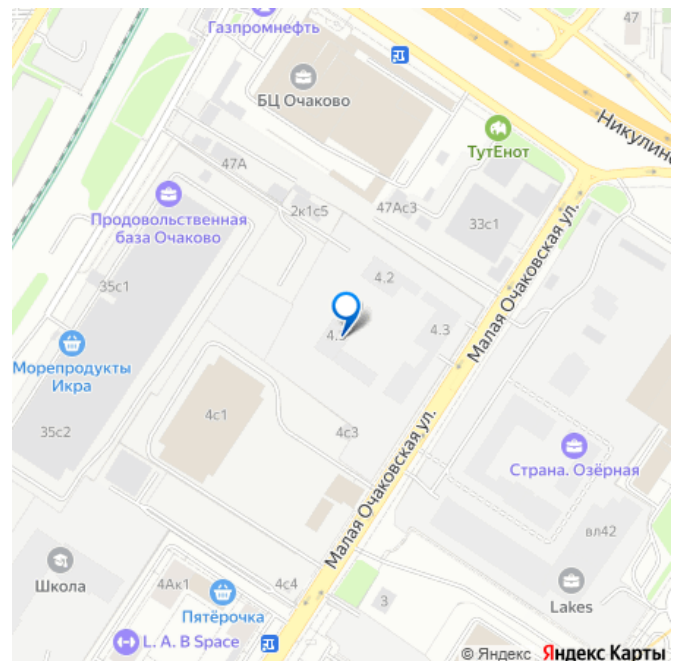 Газпромнефть
47
БЦ Очаково
Никулинс
ТутЕнот
47А
Продовольственная
база Очаково
2к1с5
47Ас3
33с1
35с1
4.2
4.3
Малая Очаковская ул.
Морепродукты
Икра
4с1
4с3
35с2
Малая Очаковская ул.
Страна. Озёрная
вл42
Школа
4Ак1
4с4
3
Lakes
Пятёрочка
L. A. B Space
© Яндекс Яндекс Карты